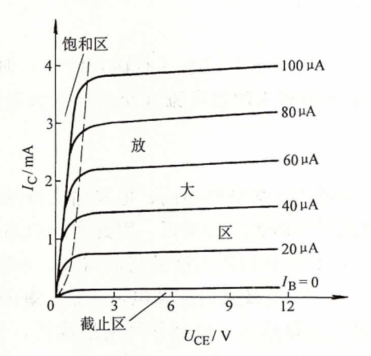 饱和区
4
3
2
1
0
I_C/mA
100 μA
80 μA
60 μA
40 μA
20 μA
I_B=0
放
大
区
3
6
9
12
截止区
U_CE/V